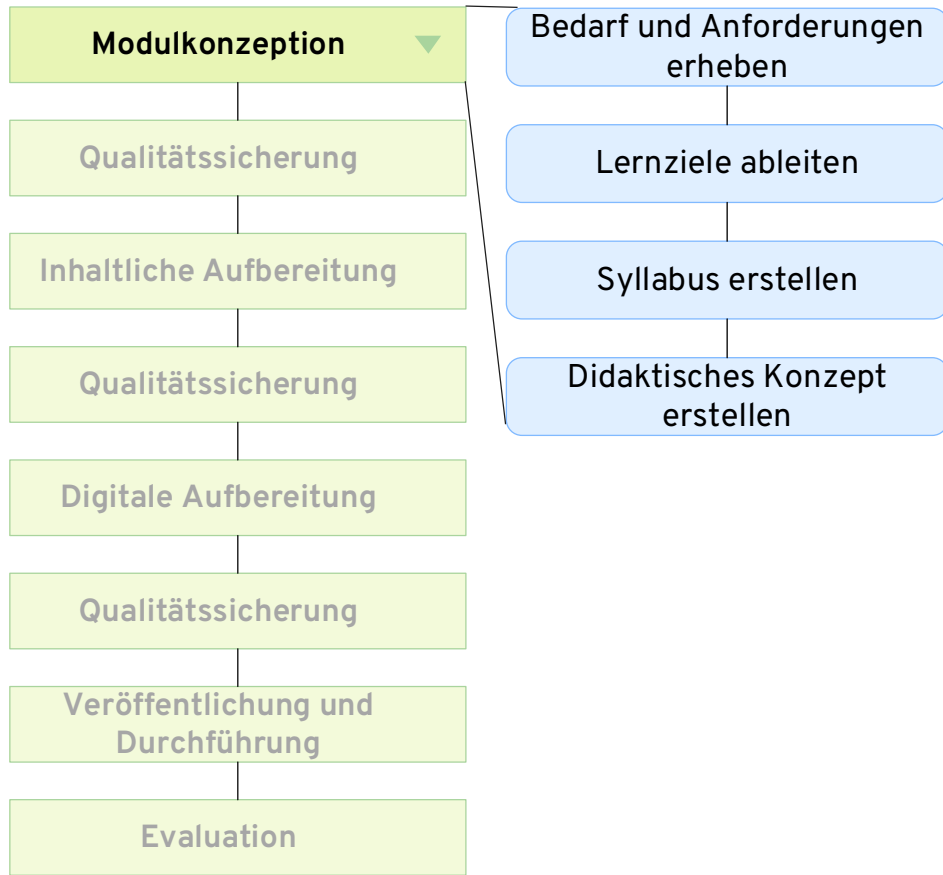 Modulkonzeption
Qualitätssicherung
Inhaltliche Aufbereitung
Qualitätssicherung
Digitale Aufbereitung
Qualitätssicherung
Veröffentlichung und
Durchführung
Evaluation
Bedarf und Anforderungen
erheben
Lernziele ableiten
Syllabus erstellen
Didaktisches Konzept
erstellen